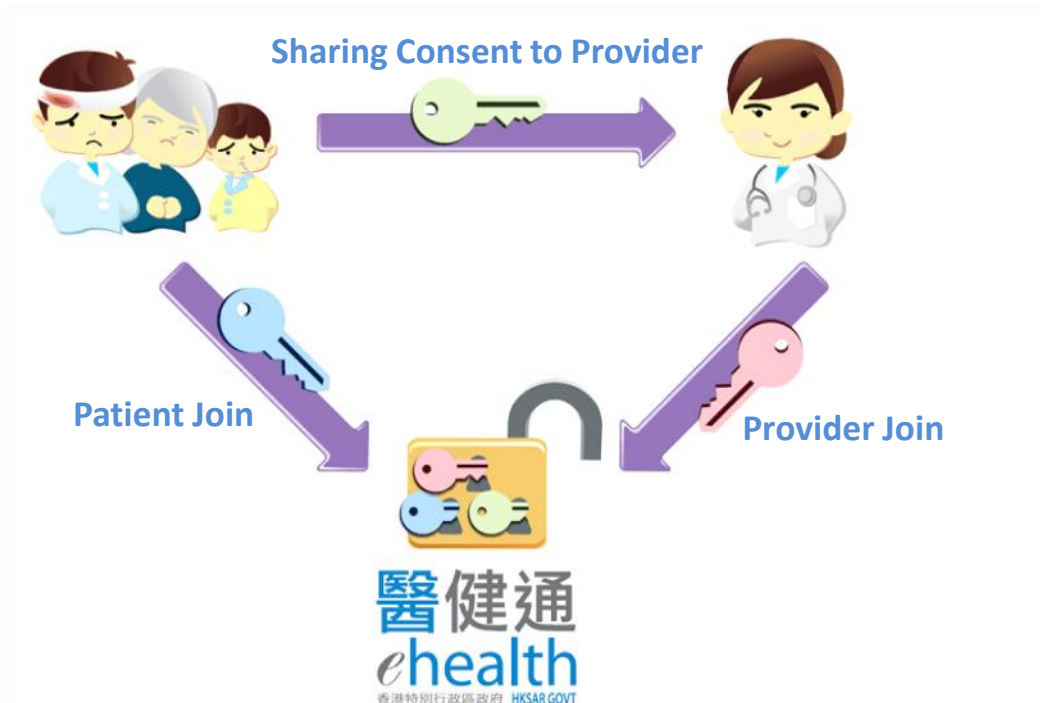 Sharing Consent to Provider
Patient Join
Provider Join
醫健通
ehealth
香港特別行政區政府 HKSAR GOVT